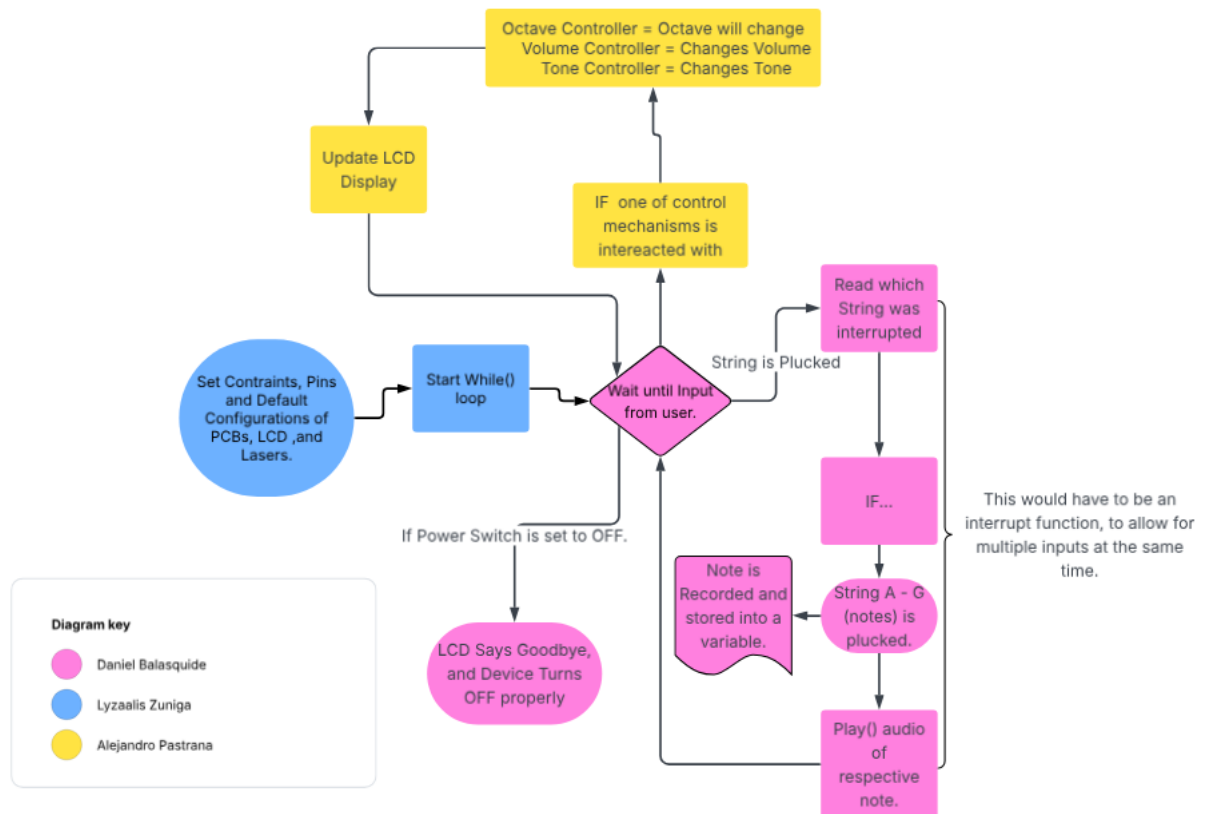 Octave Controller = Octave will change
Volume Controller = Changes Volume
Tone Controller = Changes Tone
Update LCD
Display
IF  one of control
mechanisms is
intereacted with
Read which
String was
interrupted
String is Plucked
Set Contraints, Pins
and Default
Configurations of
PCBs, LCD ,and
Lasers.
Start While()
loop
Wait until Input
from user.
IF...
This would have to be an
interrupt function, to allow for
multiple inputs at the same
time.
If Power Switch is set to OFF.
Note is
Recorded and
stored into a
variable.
String A - G
(notes) is
plucked.
LCD Says Goodbye,
and Device Turns
OFF properly
Play() audio
of
respective
note.
Diagram key
Daniel Balasquide
Lyzaalis Zuniga
Alejandro Pastrana